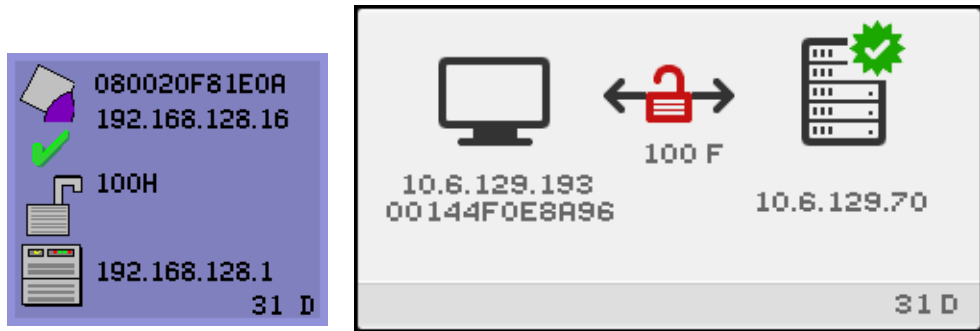 080020F81E0A
192.168.128.16
100H
192.168.128.1
31 D
100 F
10.6.129.193
00144F0E8A96
10.6.129.70
31 D